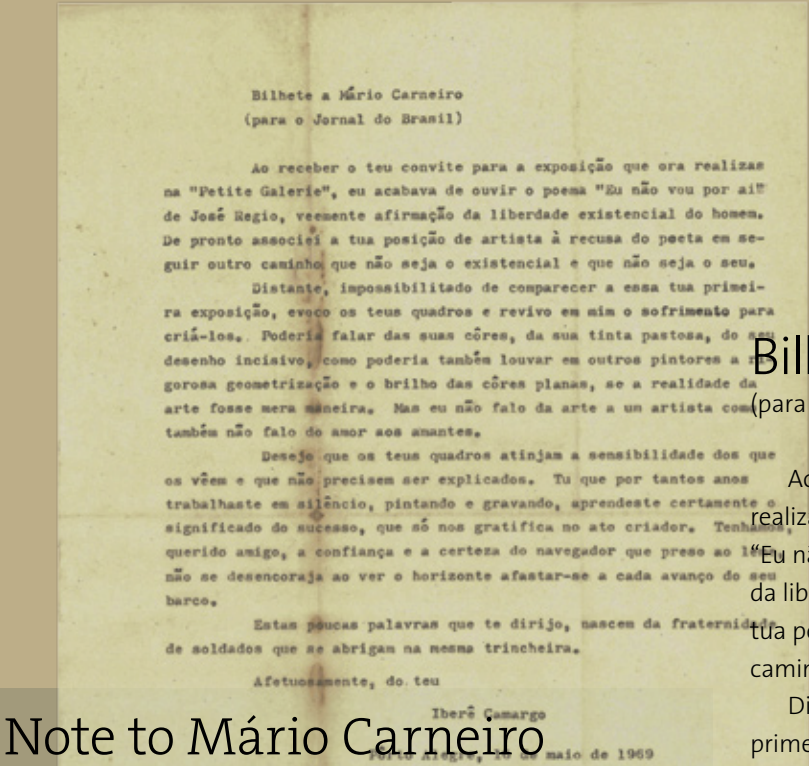 Bilhete a Mário Carneiro
(para o Jornal do Brasil)
Ao receber o teu convite para a exposição que ora realizas
na "Petite Galerie", eu acabava de ouvir o poema "Eu não vou por aí"
de José Regio, veemente afirmação da liberdade existencial do homem.
De pronto associei a tua posição de artista à recusa do poeta em se-
guir outro caminho que não seja o existencial e que não seja o seu.
Distante, impossibilitado de comparecer a essa tua primei-
ra exposição, evoco os teus quadros e revivo em mim o sofrimento para
criá-los. Poderia falar das suas côres, da sua tinta pastosa, do seu
desenho incisivo, como poderia também louvar em outros pintores a ri-
gorosa geometrização e o brilho das côres planas, se a realidade da
arte fosse mera maneira. Mas eu não falo da arte a um artista como
também não falo do amor aos amantes.
Desejo que os teus quadros atinjam a sensibilidade dos que
os vêem e que não precisem ser explicados. Tu que por tantos anos
trabalhaste em silêncio, pintando e gravando, aprendeste certamente o
significado do sucesso, que só nos gratifica no ato criador. Tenhamos,
querido amigo, a confiança e a certeza do navegador que preso ao
não se desencoraja ao ver o horizonte afastar-se a cada avanço do seu
barco.
Estas poucas palavras que te dirijo, nascem da fraternidade
de soldados que se abrigam na mesma trincheira.
Afetuosamente, do teu
Iberê Camargo
Pôrto Alegre, de maio de 1969
Note to Mário Carneiro
Bil
(para
realiz
“Eu n
da lib
tua p
camin
Di
prime